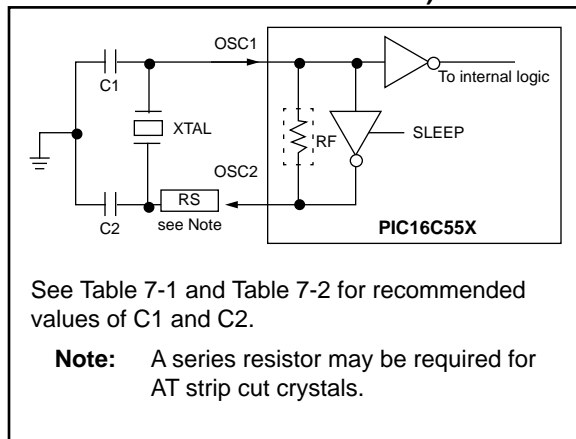 OSC1
C1
To internal logic
XTAL
RF
SLEEP
OSC2
RS
C2
see Note
PIC16C55X
See Table 7-1 and Table 7-2 for recommended
values of C1 and C2.
Note: A series resistor may be required for
AT strip cut crystals.